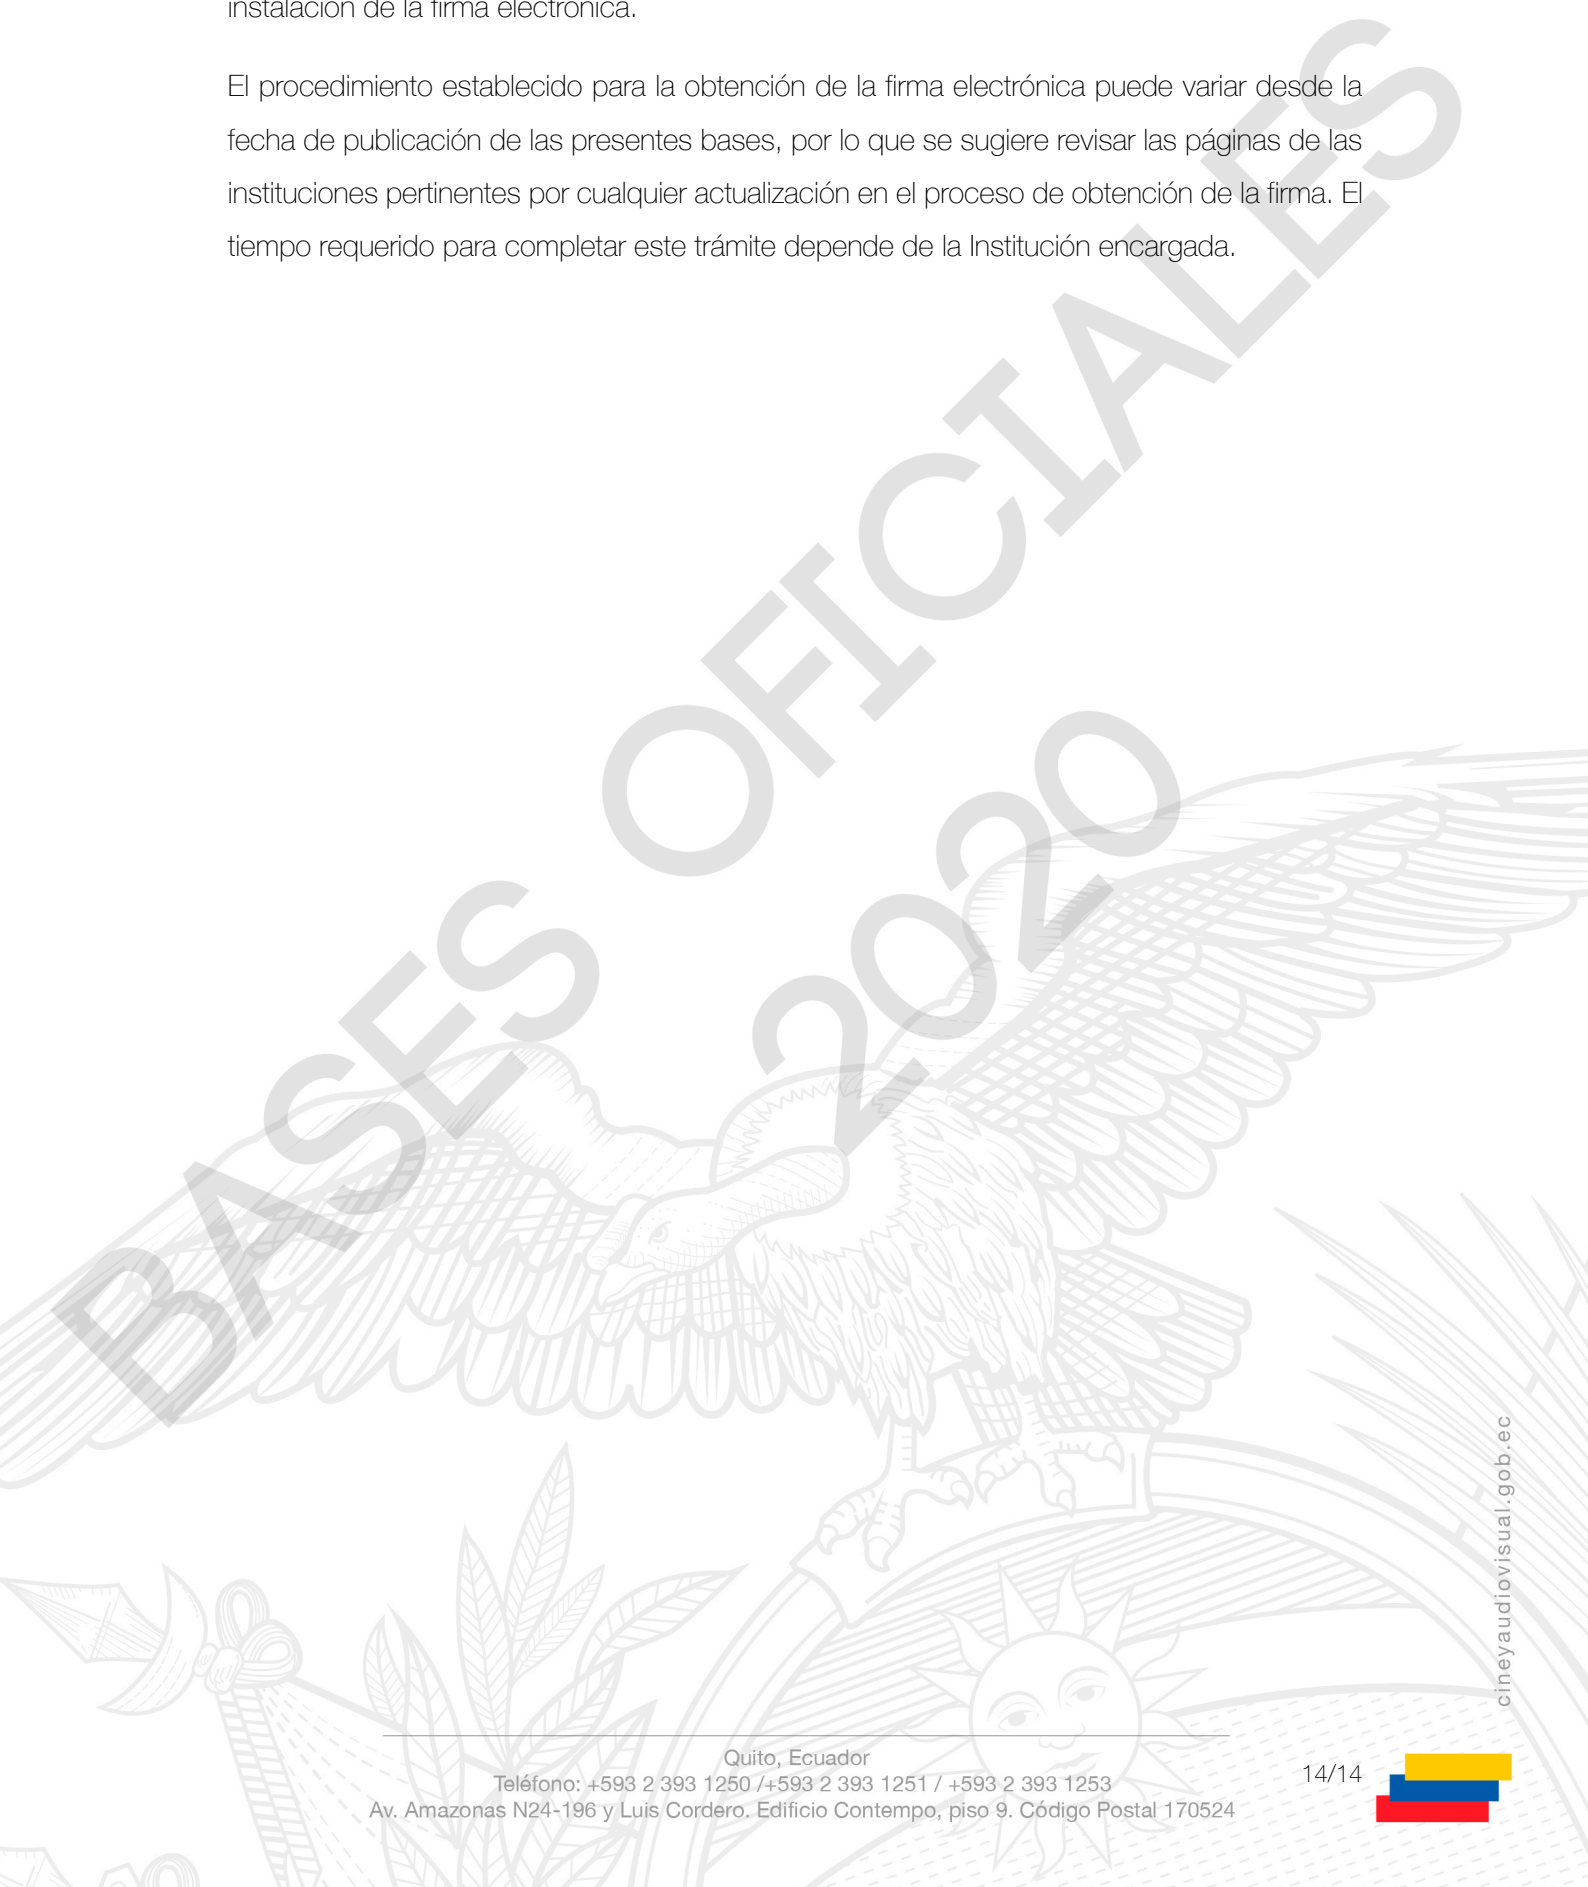 instalación de la firma electrónica.
El procedimiento establecido para la obtención de la firma electrónica puede variar desde la
fecha de publicación de las presentes bases, por lo que se sugiere revisar las páginas de las
instituciones pertinentes por cualquier actualización en el proceso de obtención de la firma. El
tiempo requerido para completar este trámite depende de la Institución encargada.
BASES OFICIALES
2020
cineyaudiovisual.gob.ec
Quito, Ecuador
Teléfono: +593 2 393 1250 /+593 2 393 1251 / +593 2 393 1253
Av. Amazonas N24-196 y Luis Cordero. Edificio Contempo, piso 9. Código Postal 170524
14/14